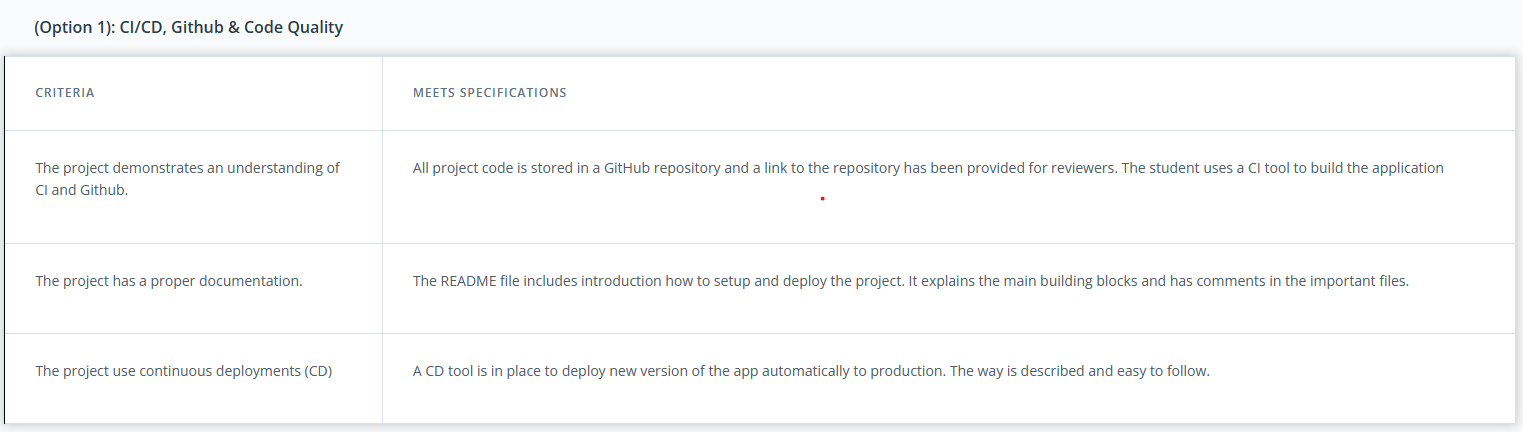 (Option 1): CI/CD, Github & Code Quality
CRITERIA
MEETS SPECIFICATIONS
The project demonstrates an understanding of
CI and Github.
All project code is stored in a GitHub repository and a link to the repository has been provided for reviewers. The student uses a CI tool to build the application
The project has a proper documentation.
The README file includes introduction how to setup and deploy the project. It explains the main building blocks and has comments in the important files.
The project use continuous deployments (CD)
A CD tool is in place to deploy new version of the app automatically to production. The way is described and easy to follow.